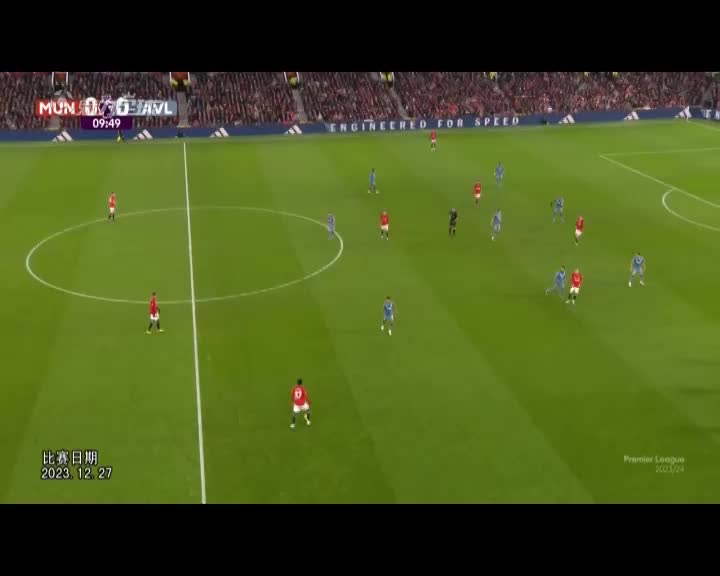 MUN 0 0 AVL
09:49
ENGINEERED FOR SPEED
比赛日期
2023.12.27
Premier League
2023/24